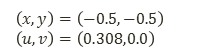 (x,y) = (−0.5,−0.5)
(u,v) = (0.308,0.0)